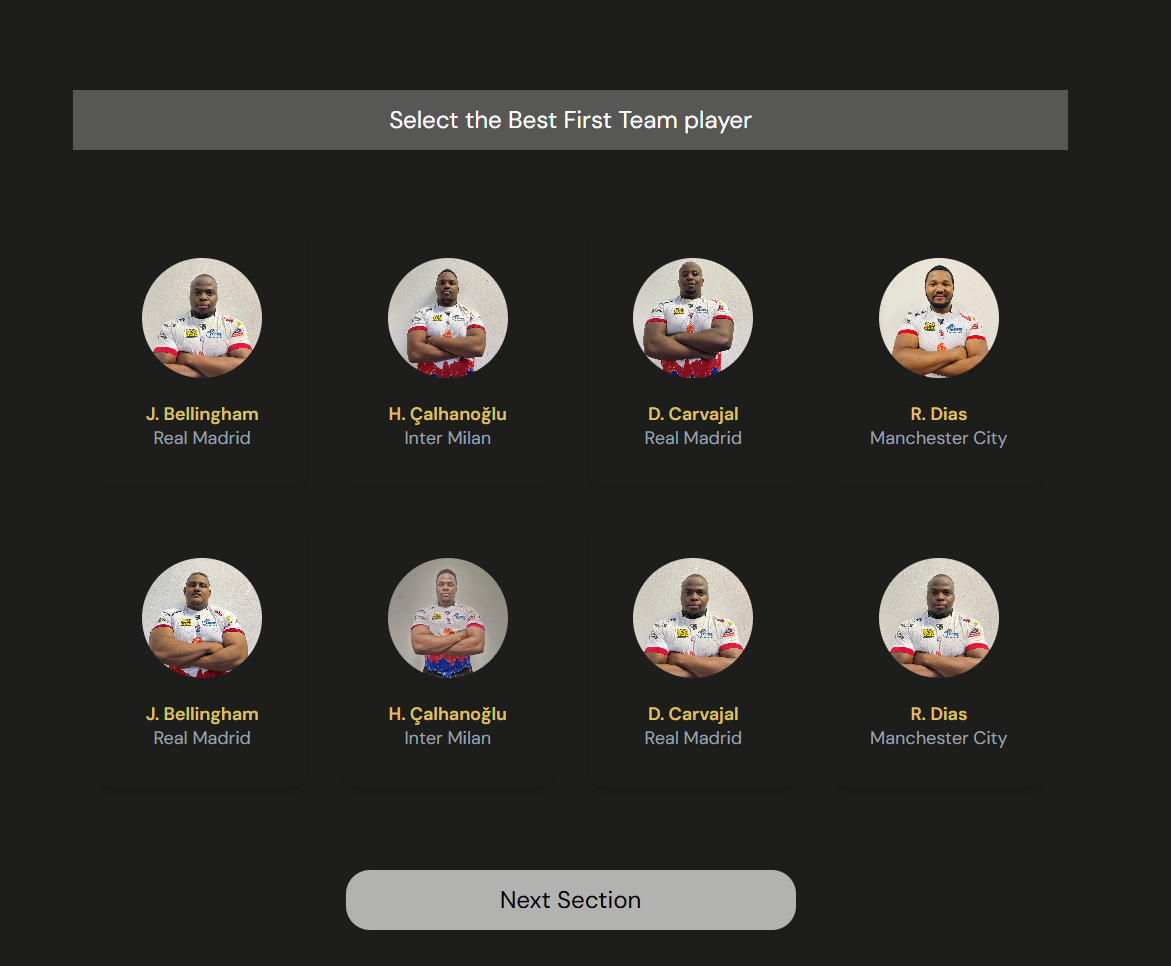 Select the Best First Team player
J. Bellingham
H. Çalhanoğlu
D. Carvajal
R. Dias
Real Madrid
Inter Milan
Real Madrid
Manchester City
J. Bellingham
H. Çalhanoğlu
D. Carvajal
R. Dias
Real Madrid
Inter Milan
Real Madrid
Manchester City
Next Section